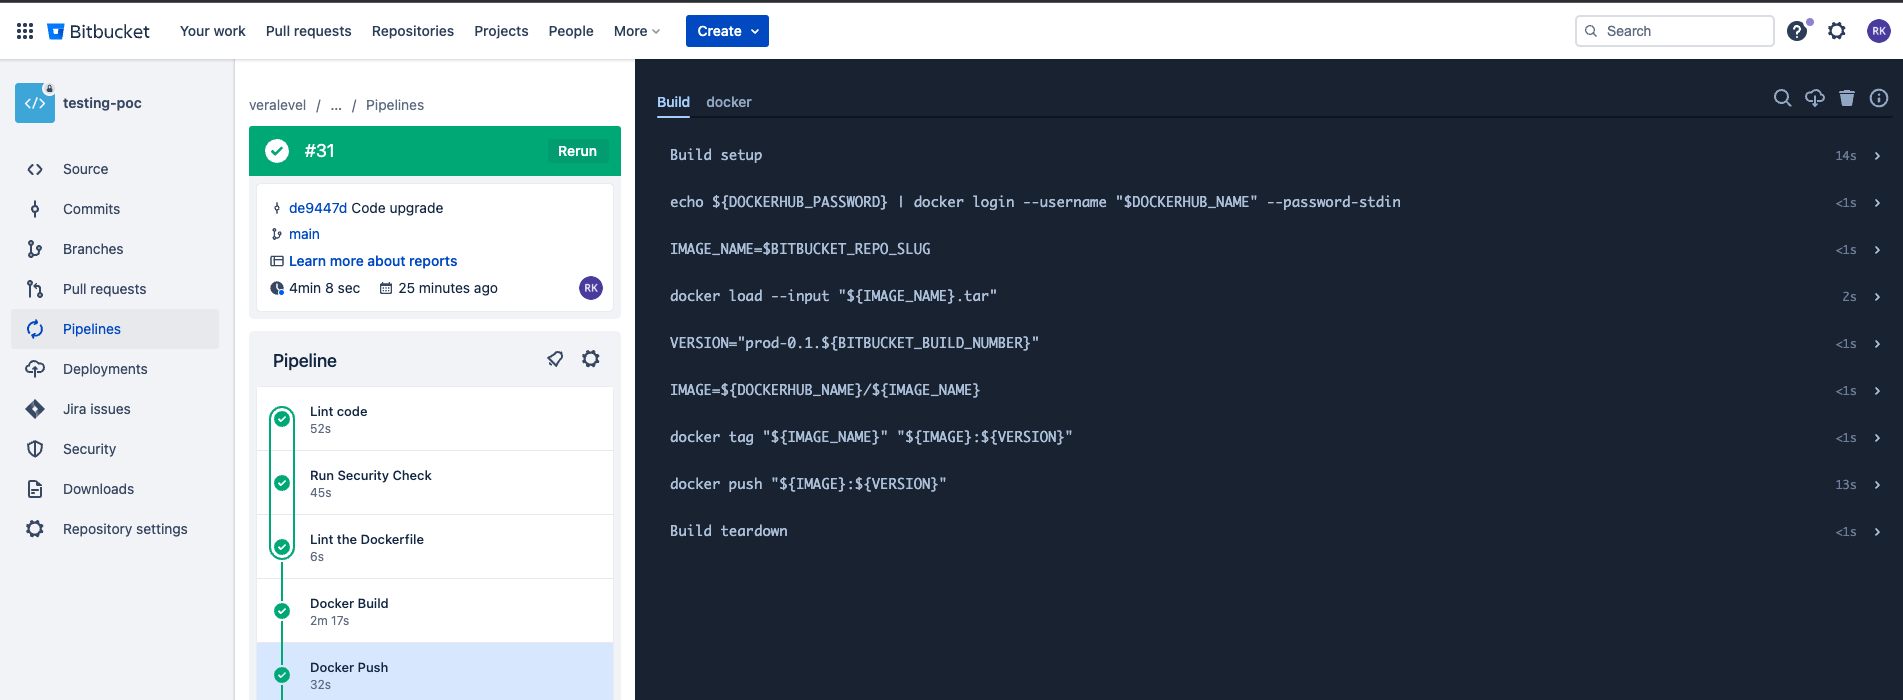 Bitbucket
Your work
Pull requests
Repositories
Projects
People
More
Create
Search
RK
testing-poc
Source
Commits
Branches
Pull requests
Pipelines
Deployments
Jira issues
Security
Downloads
Repository settings
veralevel / ... / Pipelines
#31
Rerun
de9447d Code upgrade
main
Learn more about reports
4min 8 sec
25 minutes ago
RK
Pipeline
Lint code
52s
Run Security Check
45s
Lint the Dockerfile
6s
Docker Build
2m 17s
Docker Push
32s
Build
docker
Build setup 14s
echo ${DOCKERHUB_PASSWORD} | docker login --username "$DOCKERHUB_NAME" --password-stdin <1s
IMAGE_NAME=$BITBUCKET_REPO_SLUG <1s
docker load --input "${IMAGE_NAME}.tar" 2s
VERSION="prod-0.1.${BITBUCKET_BUILD_NUMBER}" <1s
IMAGE=${DOCKERHUB_NAME}/${IMAGE_NAME} <1s
docker tag "${IMAGE_NAME}" "${IMAGE}:${VERSION}" <1s
docker push "${IMAGE}:${VERSION}" 13s
Build teardown <1s